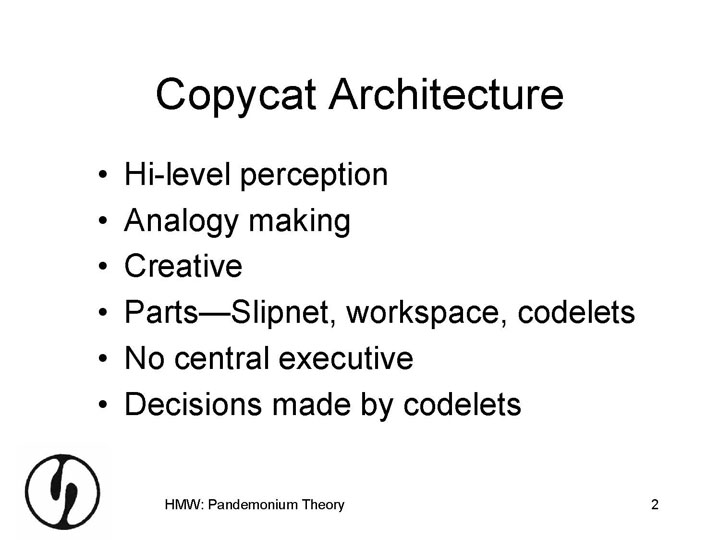 Copycat Architecture
• Hi-level perception
• Analogy making
• Creative
• Parts—Slipnet, workspace, codelets
• No central executive
• Decisions made by codelets
HMW: Pandemonium Theory 2